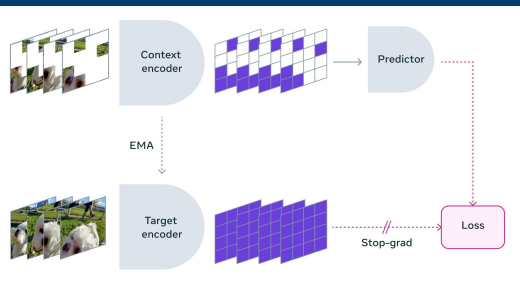 Context
encoder
Predictor
EMA
Target
encoder
Stop-grad
Loss